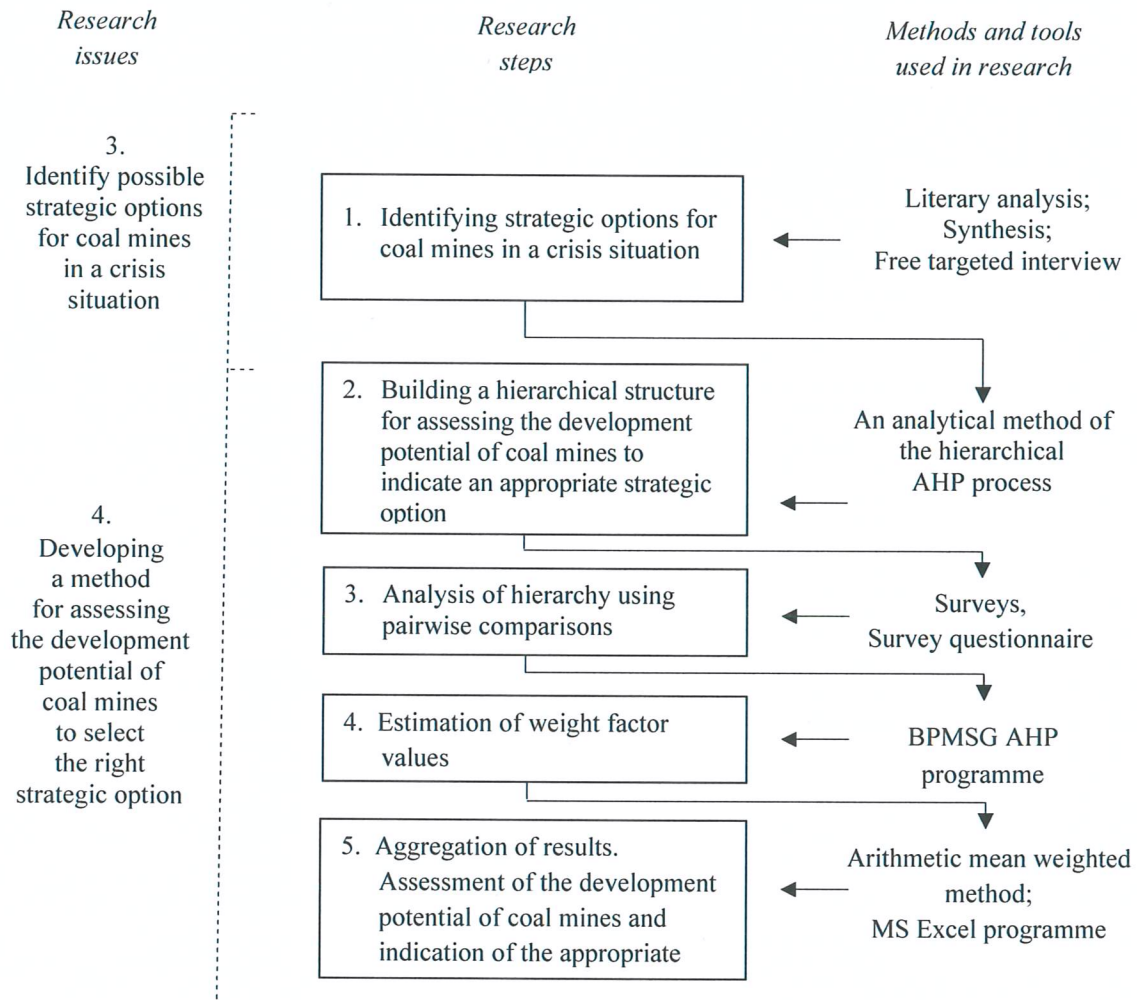 Research
issues
Research
steps
Methods and tools
used in research
3.
Identify possible
strategic options
for coal mines
in a crisis
situation
1. Identifying strategic options for
coal mines in a crisis situation
Literary analysis;
Synthesis;
Free targeted interview
4.
Developing
a method
for assessing
the development
potential of
coal mines
to select
the right
strategic option
2. Building a hierarchical structure
for assessing the development
potential of coal mines to
indicate an appropriate strategic
option
An analytical method of
the hierarchical
AHP process
3. Analysis of hierarchy using
pairwise comparisons
Surveys,
Survey questionnaire
4. Estimation of weight factor
values
BPMSG AHP
programme
5. Aggregation of results.
Assessment of the development
potential of coal mines and
indication of the appropriate
Arithmetic mean weighted
method;
MS Excel programme